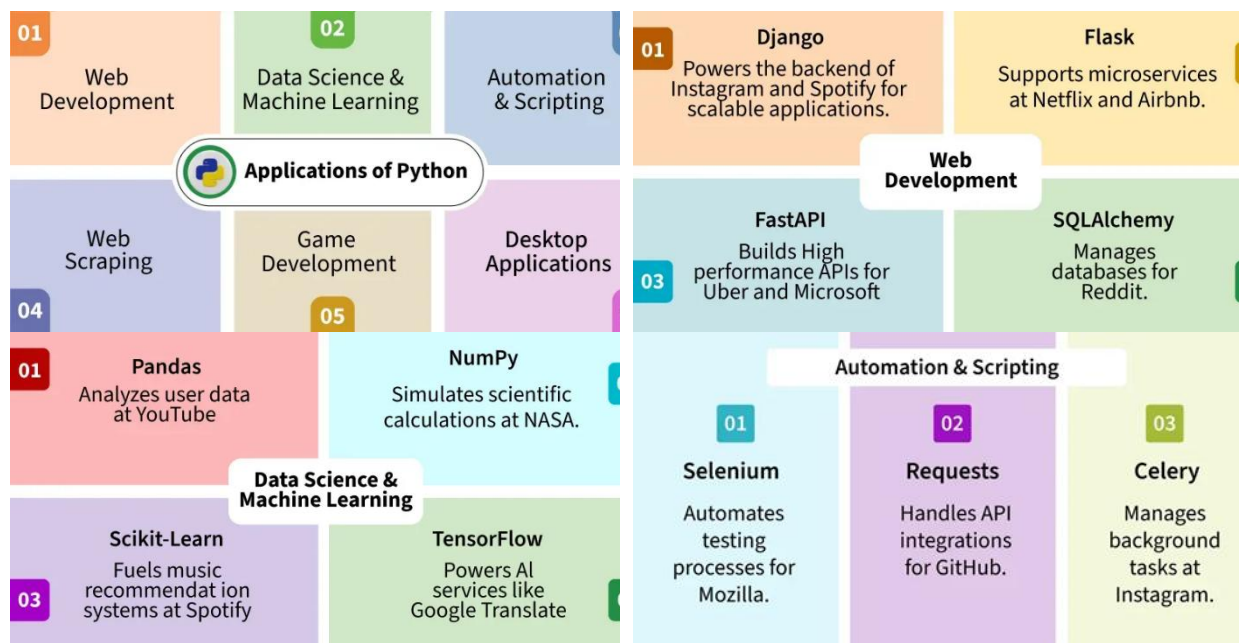 01
Web
Development
02
Data Science &
Machine Learning
Automation
& Scripting
Applications of Python
Web
Scraping
04
Game
Development
05
Desktop
Applications
01
Django
Powers the backend of
Instagram and Spotify for
scalable applications.
Flask
Supports microservices
at Netflix and Airbnb.
Web
Development
FastAPI
Builds High
performance APIs for
Uber and Microsoft
03
SQLAlchemy
Manages
databases for
Reddit.
01
Pandas
Analyzes user data
at YouTube
NumPy
Simulates scientific
calculations at NASA.
Data Science &
Machine Learning
Scikit-Learn
Fuels music
recommendat ion
systems at Spotify
03
TensorFlow
Powers AI
services like
Google Translate
Automation & Scripting
01
Selenium
Automates
testing
processes for
Mozilla.
02
Requests
Handles API
integrations
for GitHub.
03
Celery
Manages
background
tasks at
Instagram.